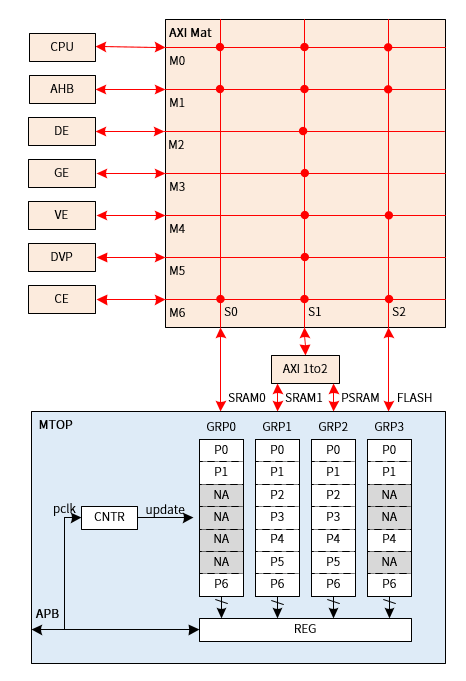 AXI Mat
CPU
M0
AHB
M1
DE
M2
GE
M3
VE
M4
DVP
M5
CE
M6
S0 S1 S2
AXI 1to2
SRAM0 SRAM1 PSRAM FLASH
MTOP
GRP0 GRP1 GRP2 GRP3
P0 P0 P0 P0
P1 P1 P1 P1
NA P2 P2 NA
pclk CNTR update NA P3 P3 NA
NA P4 P4 P4
NA P5 P5 NA
P6 P6 P6 P6
APB
REG